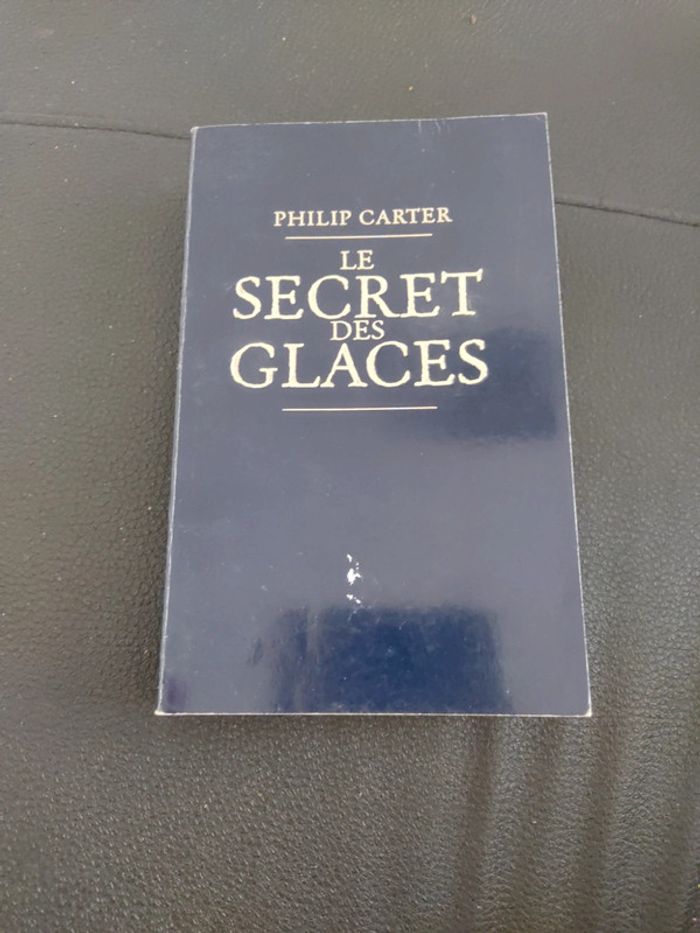 PHILIP CARTER
LE
SECRET
DES
GLACES